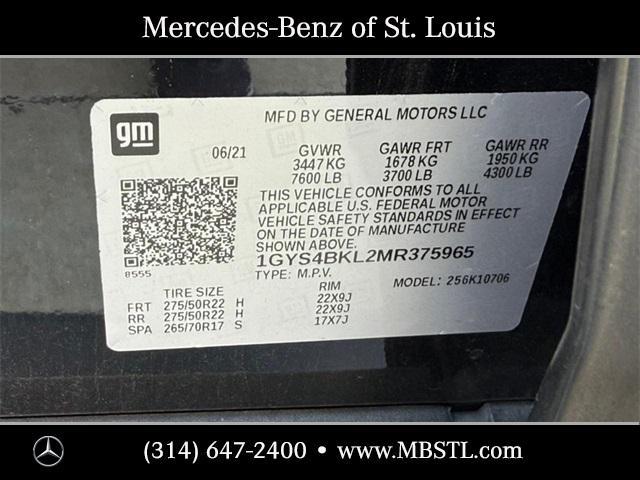 Mercedes-Benz of St. Louis
gm
MFD BY GENERAL MOTORS LLC
06/21 GVWR GAWR FRT GAWR RR
3447 KG 1678 KG 1950 KG
7600 LB 3700 LB 4300 LB
THIS VEHICLE CONFORMS TO ALL
APPLICABLE U.S. FEDERAL MOTOR
VEHICLE SAFETY STANDARDS IN EFFECT
ON THE DATE OF MANUFACTURE
1GYS4BKL2MR375965
8555
TYPE: M.P.V. MODEL: 256K10706
TIRE SIZE RIM
FRT 275/50R22 H 22X9J
RR 275/50R22 H 22X9J
SPA 265/70R17 S 17X7J
(314) 647-2400 • www.MBSTL.com